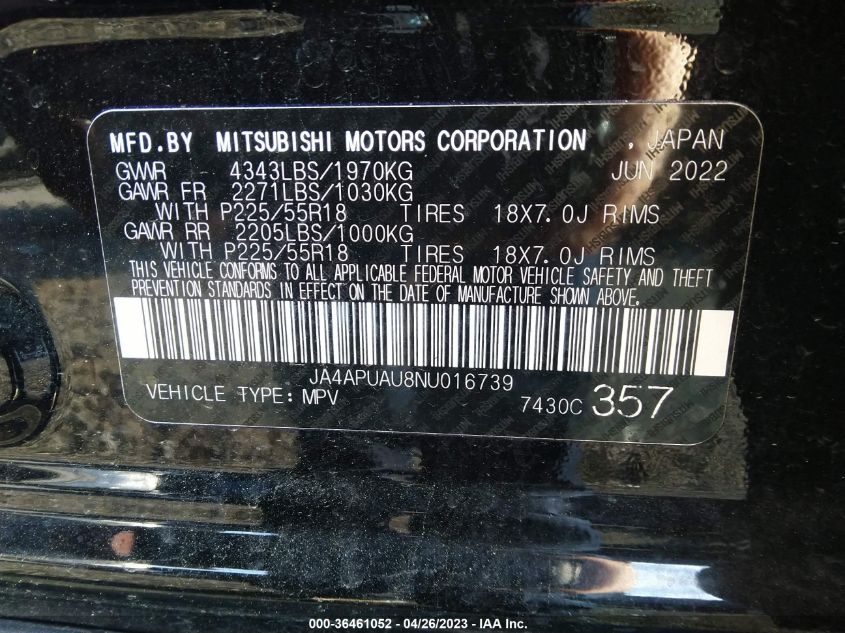 MFD.BY MITSUBISHI MOTORS CORPORATION . JAPAN
GVWR 4343LBS/1970KG JUN 2022
GAWR FR 2271LBS/1030KG
WITH P225/55R18 TIRES 18X7.0J RIMS
GAWR RR 2205LBS/1000KG
WITH P225/55R18 TIRES 18X7.0J RIMS
THIS VEHICLE CONFORMS TO ALL APPLICABLE FEDERAL MOTOR VEHICLE SAFETY AND THEFT
PREVENTION STANDARDS IN EFFECT ON THE DATE OF MANUFACTURE SHOWN ABOVE.
JA4APUAU8NU016739
VEHICLE TYPE: MPV 7430C 357
000-36461052 / 04/26/2023 - IAA Inc.